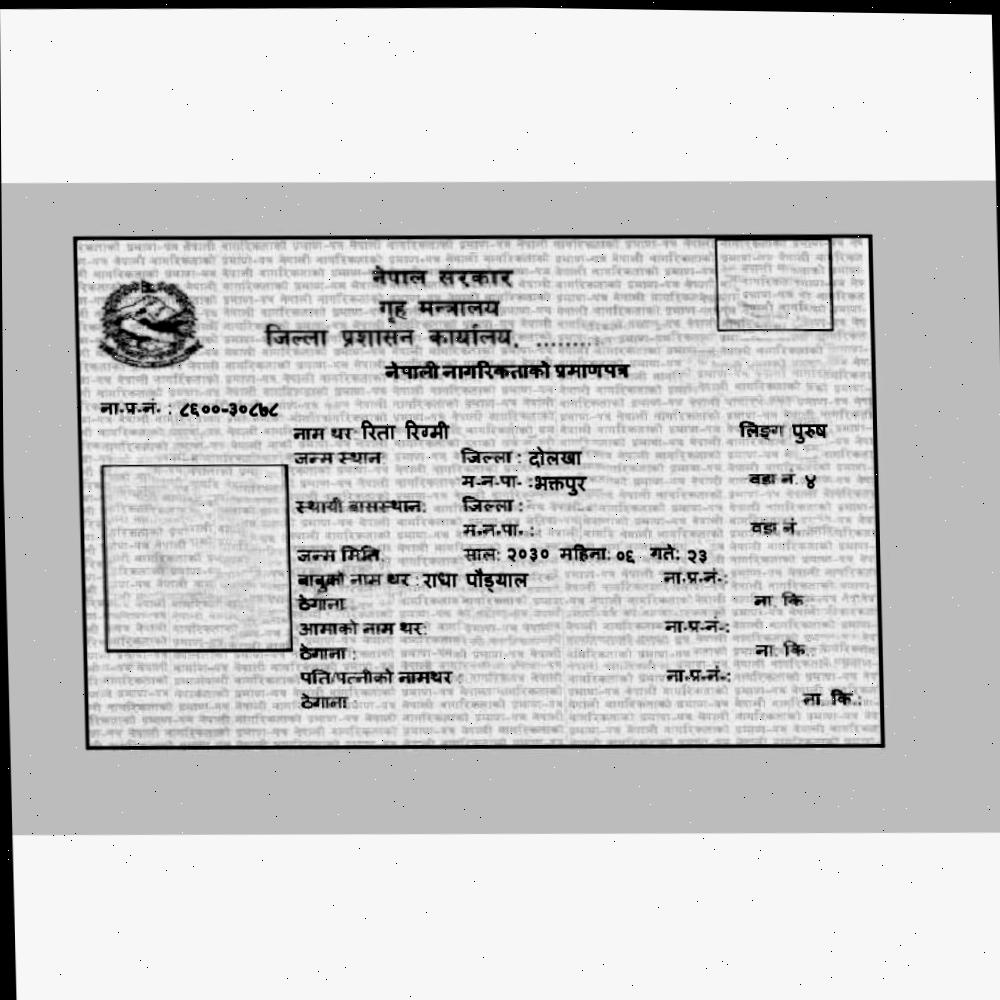 नेपाल सरकार
गृह मन्त्रालय
जिल्ला प्रशासन कार्यालय, ........
नेपाली नागरिकताको प्रमाणपत्र
ना.प्र.नं. : ८६००-३०८७८
नाम थर रिता रिग्मी लिङ्ग पुरुष
जन्म स्थान जिल्ला : दोलखा
म.न.पा. :भक्तपुर वडा नं. ४
स्थायी बासस्थान: जिल्ला :
म.न.पा. : वडा नं.
जन्म मिति: साल: २०३० महिना: ०६ गते: २३
बाबुको नाम थर : राधा पौड्याल ना.प्र.नं.:
ठेगाना ना. कि.
आमाको नाम थर: ना.प्र.नं.:
ठेगाना : ना. कि.:
पति/पत्नीको नामथर : ना.प्र.नं.:
ठेगाना : ना. कि.: